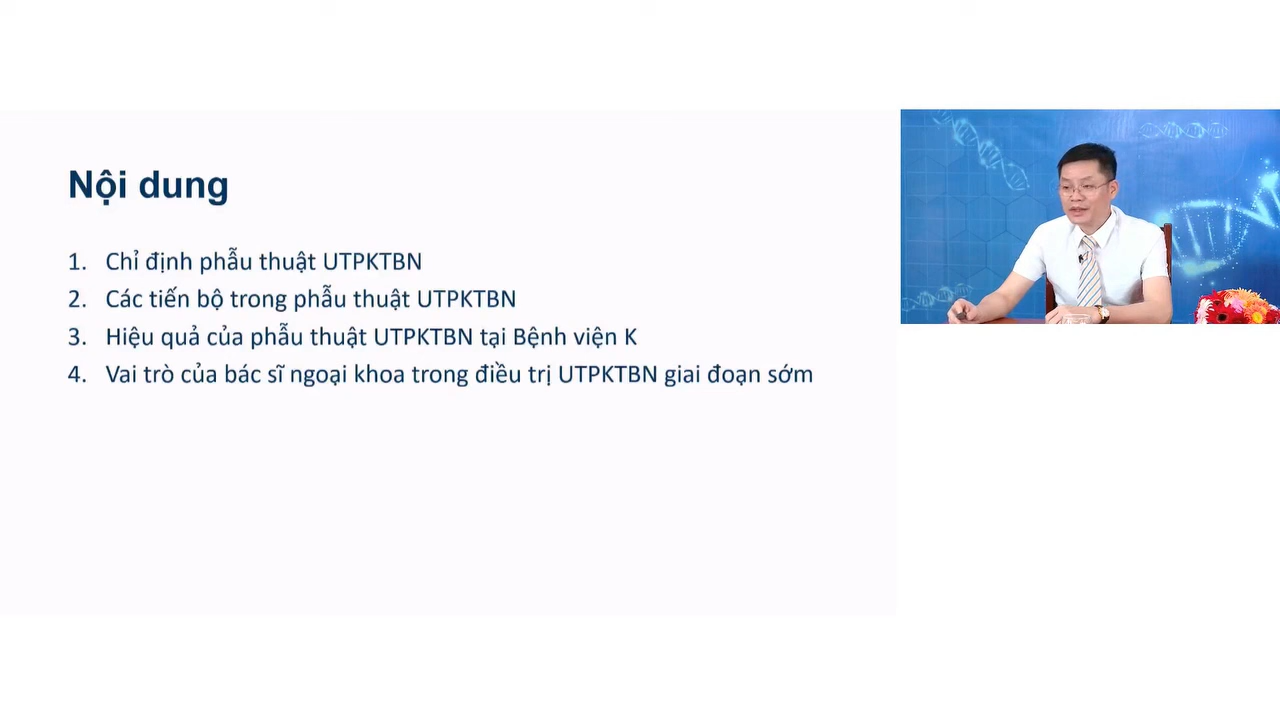 Nội dung
1. Chỉ định phẫu thuật UTPKTBN
2. Các tiến bộ trong phẫu thuật UTPKTBN
3. Hiệu quả của phẫu thuật UTPKTBN tại Bệnh viện K
4. Vai trò của bác sĩ ngoại khoa trong điều trị UTPKTBN giai đoạn sớm